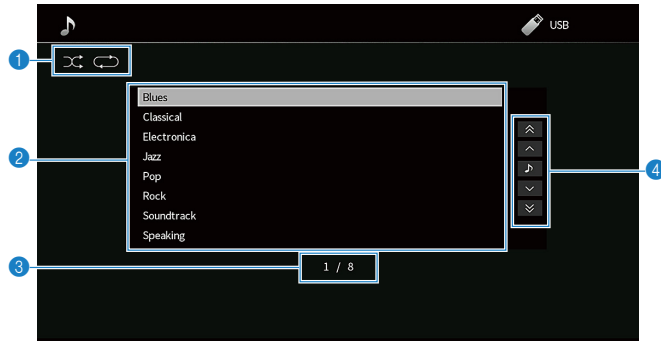 USB
1
Blues
Classical
Electronica
Jazz
Pop
Rock
Soundtrack
Speaking
2
4
3
1 / 8